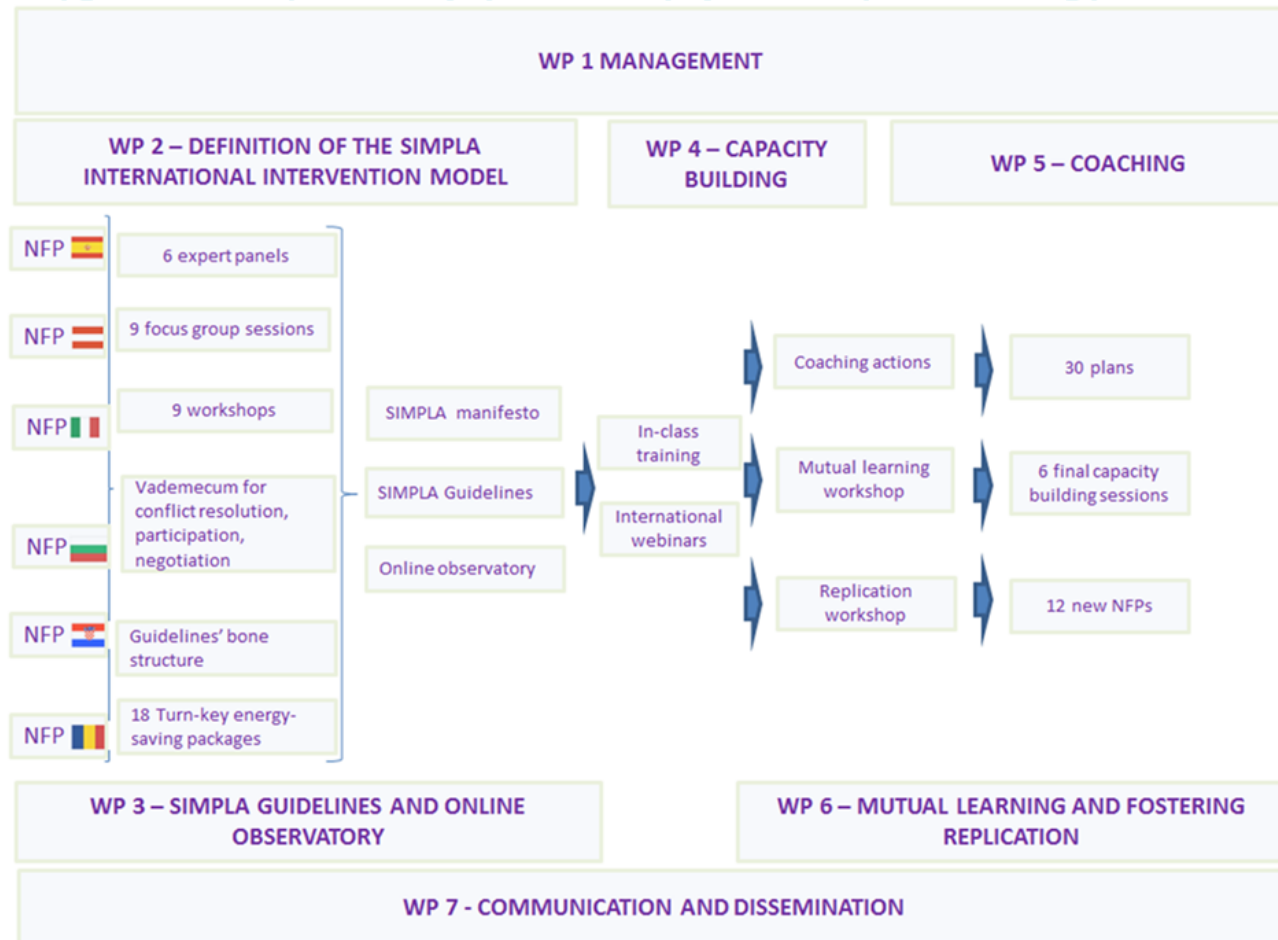 WP 1 MANAGEMENT
WP 2 – DEFINITION OF THE SIMPLA
INTERNATIONAL INTERVENTION MODEL
WP 4 – CAPACITY
BUILDING
WP 5 – COACHING
NFP
NFP
NFP
NFP
NFP
NFP
6 expert panels
9 focus group sessions
9 workshops
Vademecum for
conflict resolution,
participation,
negotiation
Guidelines’ bone
structure
18 Turn-key energy-
saving packages
SIMPLA manifesto
SIMPLA Guidelines
Online observatory
In-class
training
International
webinars
Coaching actions
Mutual learning
workshop
Replication
workshop
30 plans
6 final capacity
building sessions
12 new NFPs
WP 3 – SIMPLA GUIDELINES AND ONLINE
OBSERVATORY
WP 6 – MUTUAL LEARNING AND FOSTERING
REPLICATION
WP 7 - COMMUNICATION AND DISSEMINATION